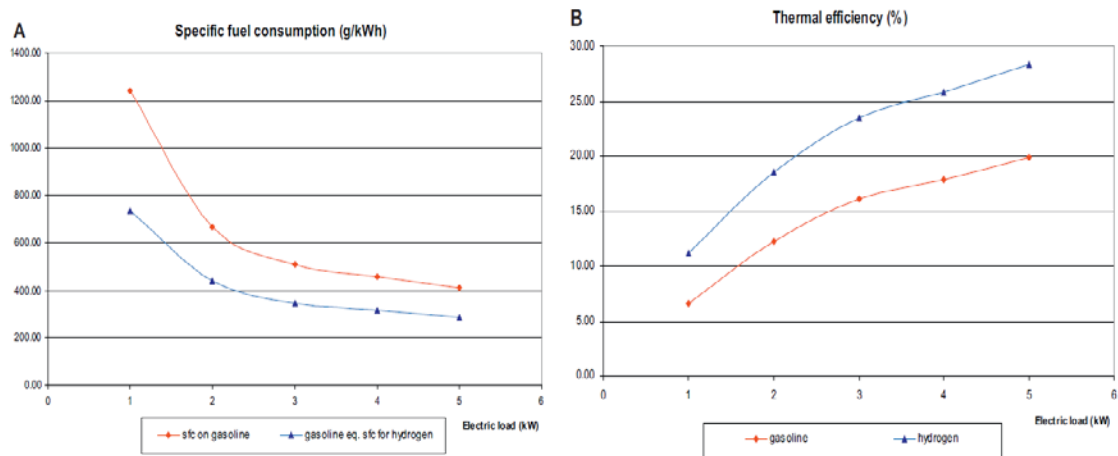 A
Specific fuel consumption (g/kWh)
1400.00
1200.00
1000.00
800.00
600.00
400.00
200.00
0.00
0 1 2 3 4 5 6
Electric load (kW)
sfc on gasoline gasoline eq. sfc for hydrogen
B
Thermal efficiency (%)
30.00
25.00
20.00
15.00
10.00
5.00
0.00
0 1 2 3 4 5 6
Electric load (kW)
gasoline hydrogen